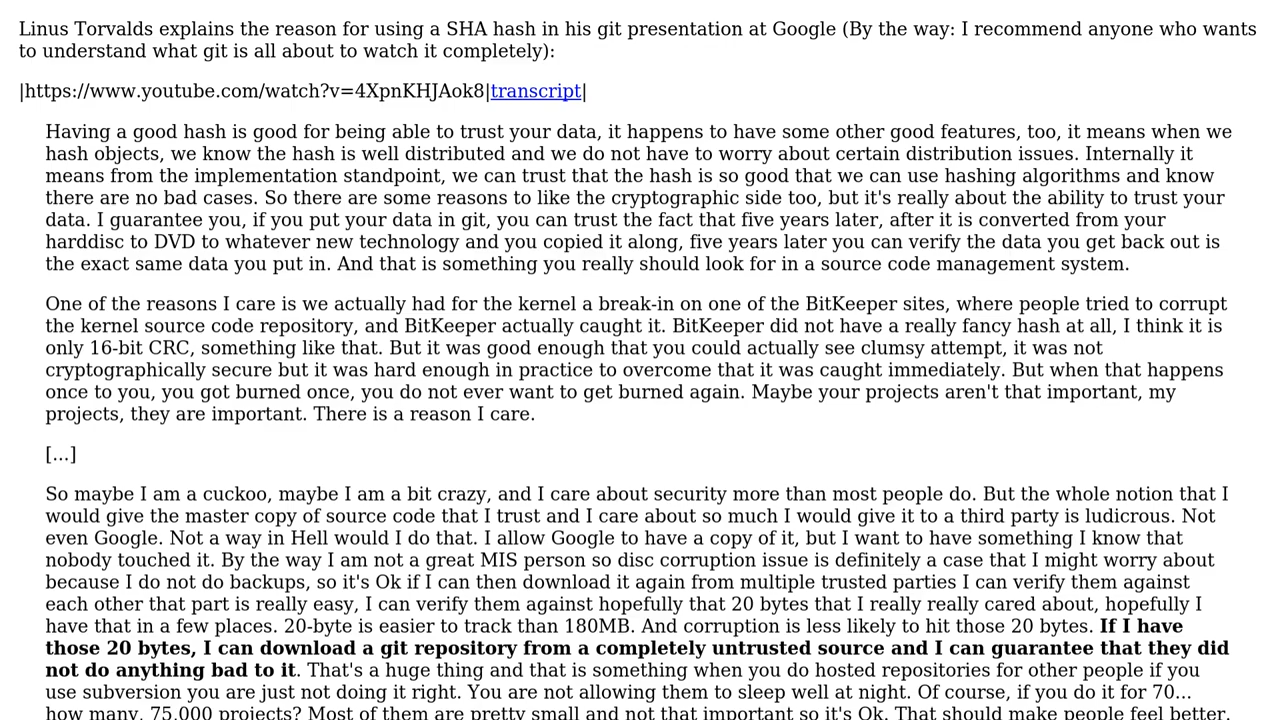 Linus Torvalds explains the reason for using a SHA hash in his git presentation at Google (By the way: I recommend anyone who wants
to understand what git is all about to watch it completely):
|https://www.youtube.com/watch?v=4XpnKHJAok8|transcript|
Having a good hash is good for being able to trust your data, it happens to have some other good features, too, it means when we
hash objects, we know the hash is well distributed and we do not have to worry about certain distribution issues. Internally it
means from the implementation standpoint, we can trust that the hash is so good that we can use hashing algorithms and know
there are no bad cases. So there are some reasons to like the cryptographic side too, but it's really about the ability to trust your
data. I guarantee you, if you put your data in git, you can trust the fact that five years later, after it is converted from your
harddisc to DVD to whatever new technology and you copied it along, five years later you can verify the data you get back out is
the exact same data you put in. And that is something you really should look for in a source code management system.
One of the reasons I care is we actually had for the kernel a break-in on one of the BitKeeper sites, where people tried to corrupt
the kernel source code repository, and BitKeeper actually caught it. BitKeeper did not have a really fancy hash at all, I think it is
only 16-bit CRC, something like that. But it was good enough that you could actually see clumsy attempt, it was not
cryptographically secure but it was hard enough in practice to overcome that it was caught immediately. But when that happens
once to you, you got burned once, you do not ever want to get burned again. Maybe your projects aren't that important, my
projects, they are important. There is a reason I care.
[...]
So maybe I am a cuckoo, maybe I am a bit crazy, and I care about security more than most people do. But the whole notion that I
would give the master copy of source code that I trust and I care about so much I would give it to a third party is ludicrous. Not
even Google. Not a way in Hell would I do that. I allow Google to have a copy of it, but I want to have something I know that
nobody touched it. By the way I am not a great MIS person so disc corruption issue is definitely a case that I might worry about
because I do not do backups, so it's Ok if I can then download it again from multiple trusted parties I can verify them against
each other that part is really easy, I can verify them against hopefully that 20 bytes that I really really cared about, hopefully I
have that in a few places. 20-byte is easier to track than 180MB. And corruption is less likely to hit those 20 bytes. If I have
those 20 bytes, I can download a git repository from a completely untrusted source and I can guarantee that they did
not do anything bad to it. That's a huge thing and that is something when you do hosted repositories for other people if you
use subversion you are just not doing it right. You are not allowing them to sleep well at night. Of course, if you do it for 70...
how many, 75,000 projects? Most of them are pretty small and not that important so it's Ok. That should make people feel better.